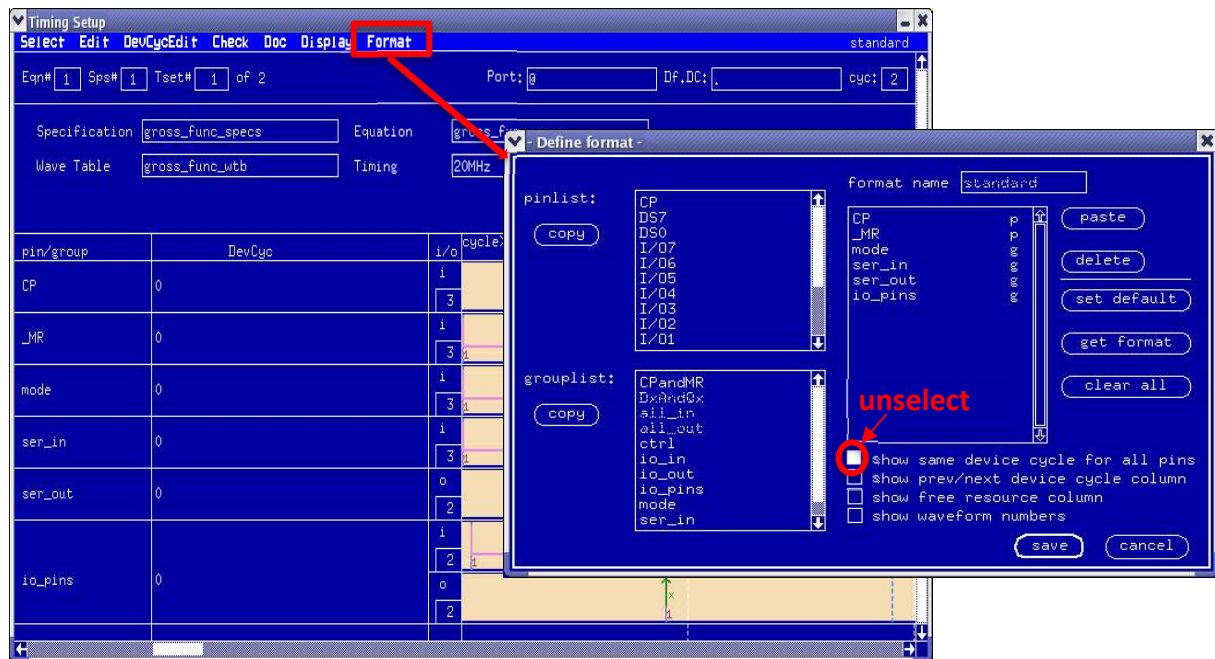 Timing Setup
Select Edit DevCycEdit Check Doc Display Format standard
Eqn# 1 Sps# 1 Tset# 1 of 2 Port: @ Df.DC: . cyc: 2
Specification gross_func_specs Equation
Wave Table gross_func_wtb Timing 20MHz
pin/group DevCyc i/o
CP 0 i
3
_MR 0 i
3 1
mode 0 i
3 1
ser_in 0 i
3 1
ser_out 0 o
2
io_pins 0 i
2 1
o
2 x
1
- Define format -
format name standard
pinlist:
copy
CP
DS7
DS0
I/O7
I/O6
I/O5
I/O4
I/O3
I/O2
I/O1
grouplist:
copy
CPandMR
DxAndQx
all_in
all_out
ctrl
io_in
io_out
io_pins
mode
ser_in
CP p
_MR p
mode g
ser_in g
ser_out g
io_pins g
paste
delete
set default
get format
clear all
unselect
show same device cycle for all pins
show prev/next device cycle column
show free resource column
show waveform numbers
save cancel